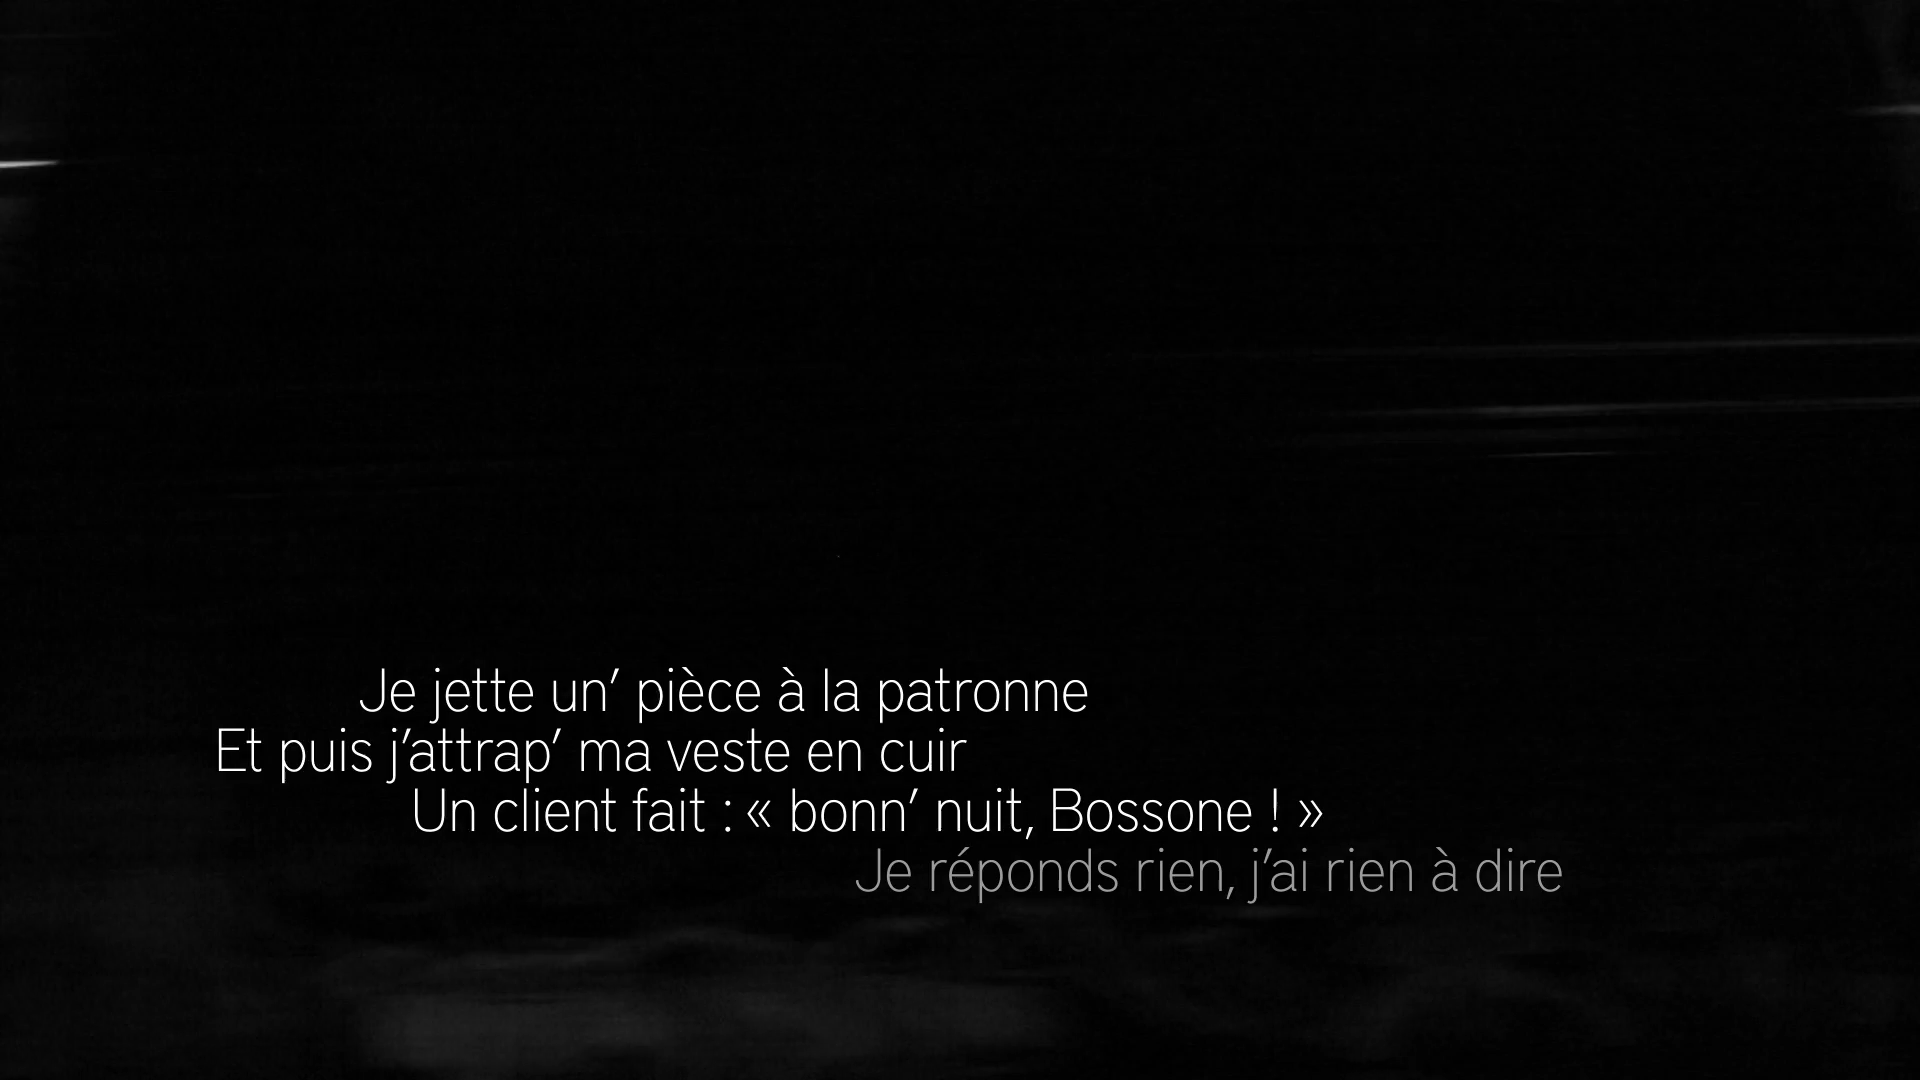 Je jette un’ pièce à la patronne
Et puis j’attrap’ ma veste en cuir
Un client fait : « bonn’ nuit, Bossone ! »
Je réponds rien, j’ai rien à dire